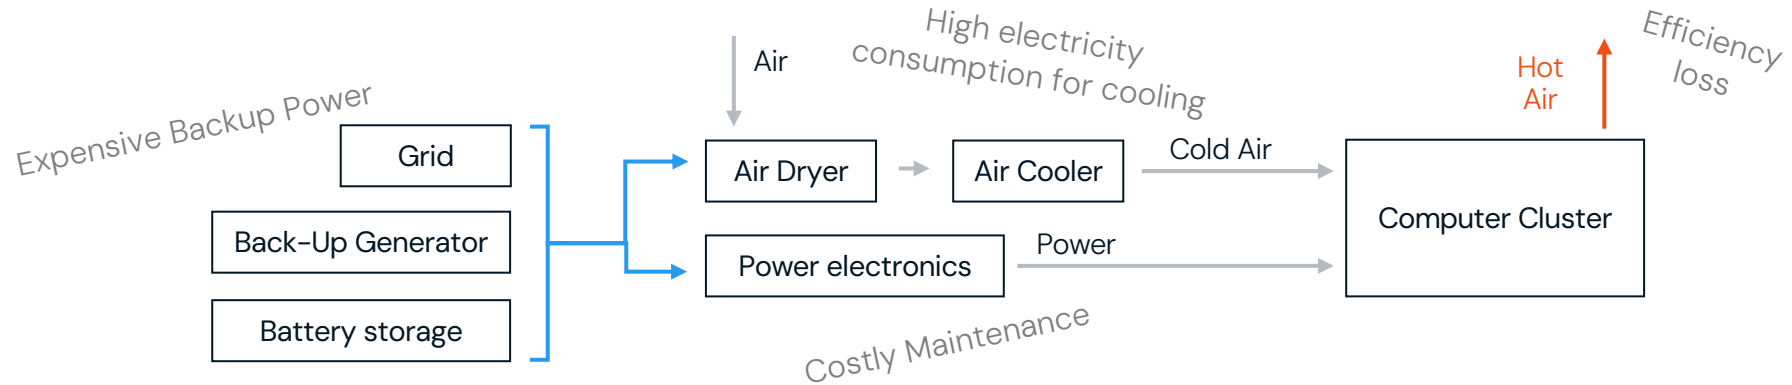 Expensive Backup Power
Grid
Back-Up Generator
Battery storage
Air
High electricity
consumption for cooling
Air Dryer
Air Cooler
Cold Air
Power electronics
Power
Costly Maintenance
Computer Cluster
Hot
Air
Efficiency
loss